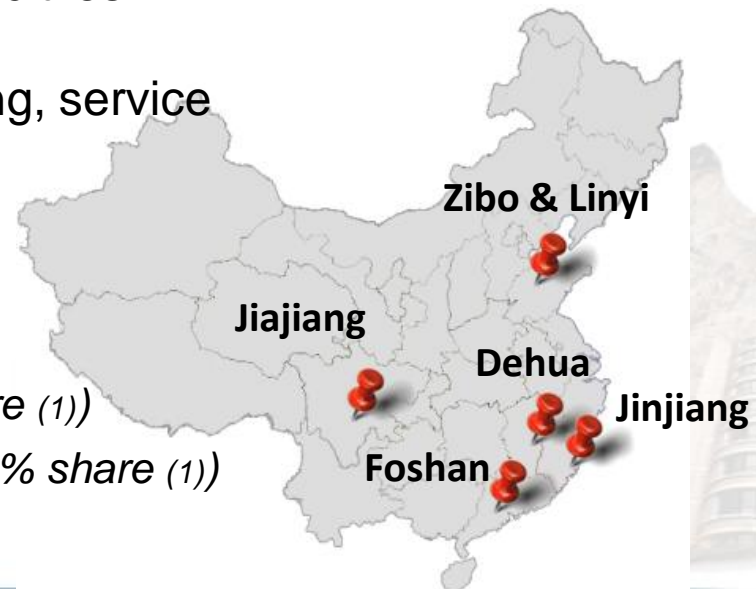 ng, service
Zibo & Linyi
Jiajiang
Dehua
re (1))
Jinjiang
% share (1))
Foshan